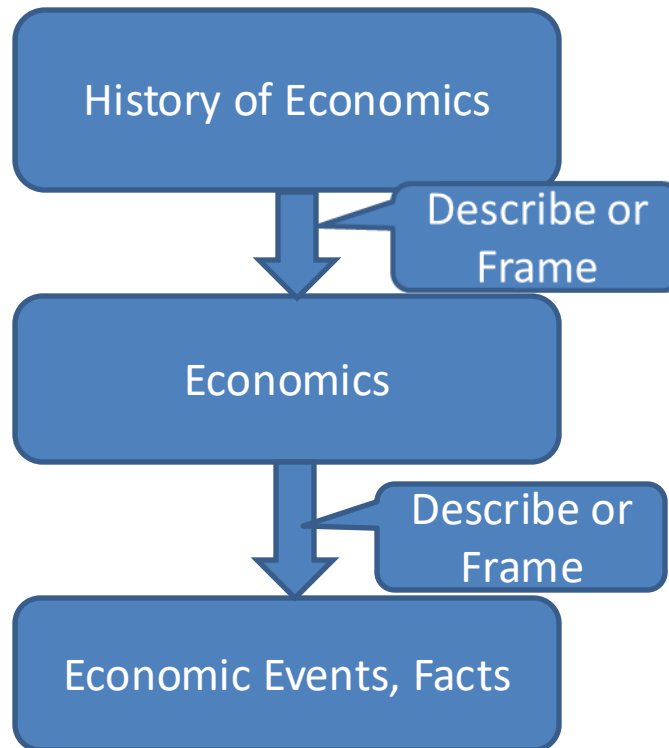 History of Economics
Describe or
Frame
Economics
Describe or
Frame
Economic Events, Facts